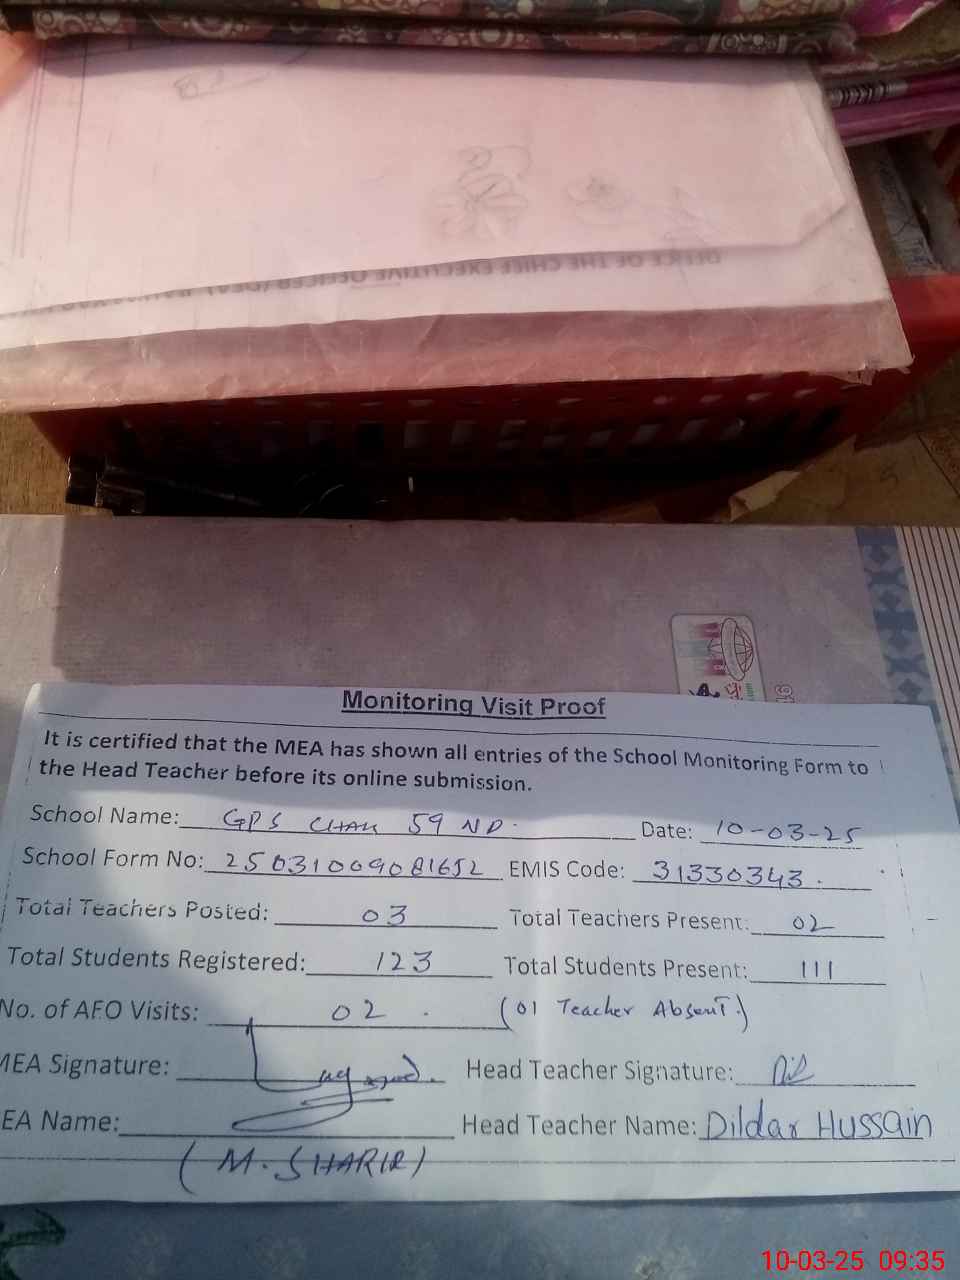 OFFICE OF THE CHIEF EXECUTIVE OFFICER (DEA)
Monitoring Visit Proof
It is certified that the MEA has shown all entries of the School Monitoring Form to
the Head Teacher before its online submission.
School Name: GPS CHAK 59 NP. Date: 10-03-25
School Form No: 25031009081652 EMIS Code: 31330343.
Total Teachers Posted: 03 Total Teachers Present: 02
Total Students Registered: 123 Total Students Present: 111
No. of AEO Visits: 02. (01 Teacher Absent.)
MEA Signature: Head Teacher Signature:
EA Name: Head Teacher Name: Dildar Hussain
10-03-25 09:35